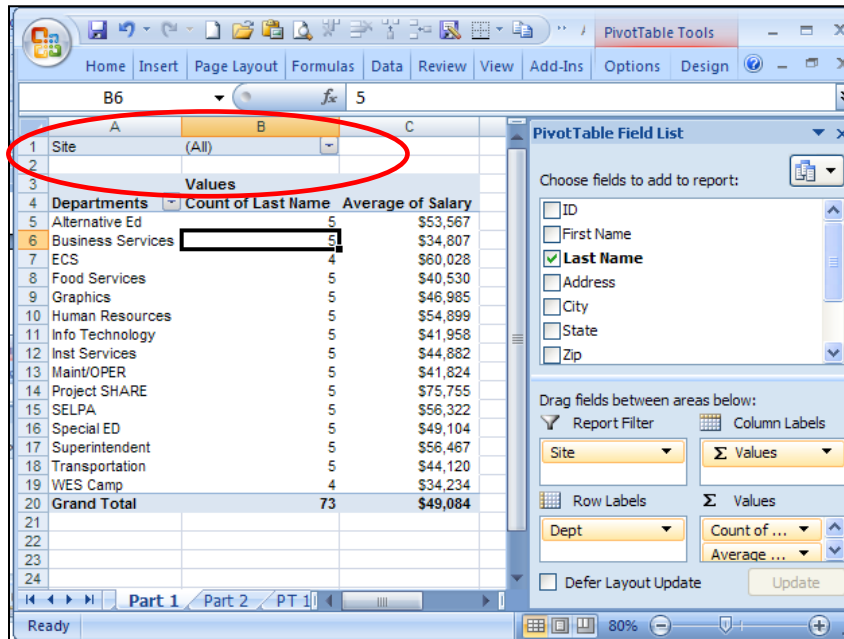 PivotTable Tools
Home Insert Page Layout Formulas Data Review View Add-Ins Options Design
B6 fx 5
A B C
1 Site (All)
2
3 Values
4 Departments Count of Last Name Average of Salary
5 Alternative Ed 5 $53,567
6 Business Services 5 $34,807
7 ECS 4 $60,028
8 Food Services 5 $40,530
9 Graphics 5 $46,985
10 Human Resources 5 $54,899
11 Info Technology 5 $41,958
12 Inst Services 5 $44,882
13 Maint/OPER 5 $41,824
14 Project SHARE 5 $75,755
15 SELPA 5 $56,322
16 Special ED 5 $49,104
17 Superintendent 5 $56,467
18 Transportation 5 $44,120
19 WES Camp 4 $34,234
20 Grand Total 73 $49,084
21
22
23
24
Part 1 Part 2 PT 1
Ready 80%
PivotTable Field List
Choose fields to add to report:
ID
First Name
Last Name
Address
City
State
Zip
Drag fields between areas below:
Report Filter Column Labels
Site Σ Values
Row Labels Σ Values
Dept Count of ...
Average ...
Defer Layout Update Update